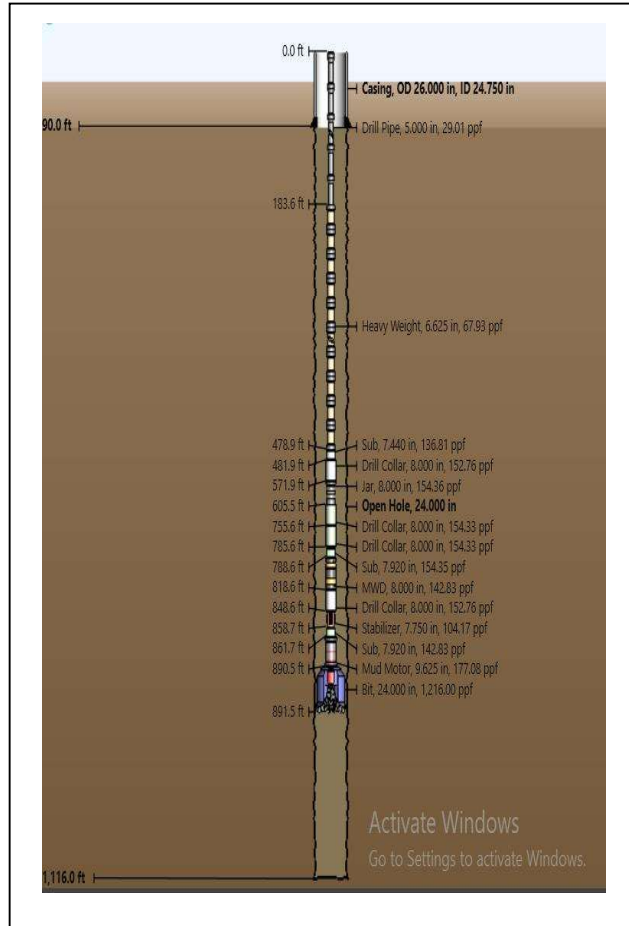 0.0 ft
Casing, OD 26.000 in, ID 24.750 in
90.0 ft
Drill Pipe, 5.000 in, 29.01 ppf
183.6 ft
Heavy Weight, 6.625 in, 67.93 ppf
478.9 ft
Sub, 7.440 in, 136.81 ppf
481.9 ft
Drill Collar, 8.000 in, 152.76 ppf
571.9 ft
Jar, 8.000 in, 154.36 ppf
605.5 ft
Open Hole, 24.000 in
755.6 ft
Drill Collar, 8.000 in, 154.33 ppf
785.6 ft
Drill Collar, 8.000 in, 154.33 ppf
788.6 ft
Sub, 7.920 in, 154.35 ppf
818.6 ft
MWD, 8.000 in, 142.83 ppf
848.6 ft
Drill Collar, 8.000 in, 152.76 ppf
858.7 ft
Stabilizer, 7.750 in, 104.17 ppf
861.7 ft
Sub, 7.920 in, 142.83 ppf
890.5 ft
Mud Motor, 9.625 in, 177.08 ppf
Bit, 24.000 in, 1,216.00 ppf
891.5 ft
Activate Windows
Go to Settings to activate Windows.
1,116.0 ft